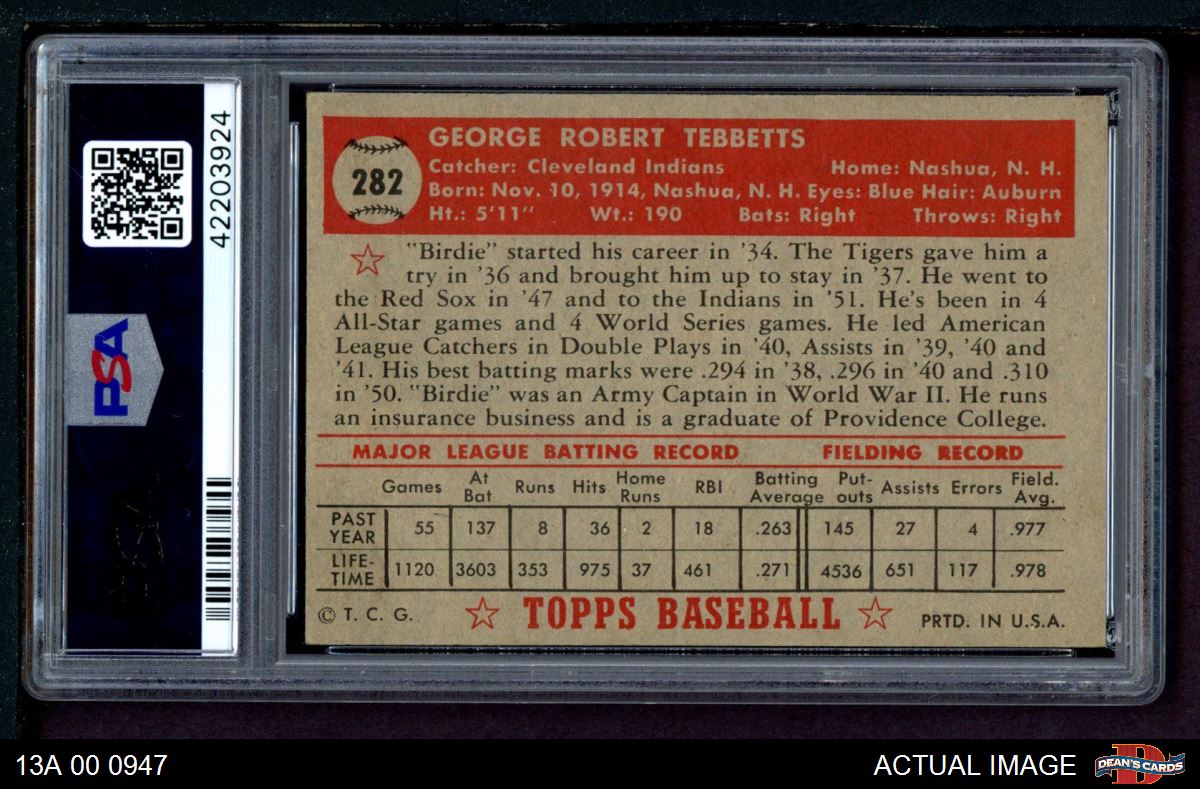 42203924
PSA
282
GEORGE ROBERT TEBBETTS
Catcher: Cleveland Indians Home: Nashua, N. H.
Born: Nov. 10, 1914, Nashua, N. H. Eyes: Blue Hair: Auburn
Ht.: 5'11" Wt.: 190 Bats: Right Throws: Right
"Birdie" started his career in '34. The Tigers gave him a
try in '36 and brought him up to stay in '37. He went to
the Red Sox in '47 and to the Indians in '51. He's been in 4
All-Star games and 4 World Series games. He led American
League Catchers in Double Plays in '40, Assists in '39, '40 and
'41. His best batting marks were .294 in '38, .296 in '40 and .310
in '50. "Birdie" was an Army Captain in World War II. He runs
an insurance business and is a graduate of Providence College.
MAJOR LEAGUE BATTING RECORD FIELDING RECORD
Games At Bat Runs Hits Home Runs RBI Batting Average Put-outs Assists Errors Field. Avg.
PAST YEAR 55 137 8 36 2 18 .263 145 27 4 .977
LIFE-TIME 1120 3603 353 975 37 461 .271 4536 651 117 .978
© T. C. G. TOPPS BASEBALL PRTD. IN U.S.A.
13A 00 0947 ACTUAL IMAGE DEAN'S CARDS